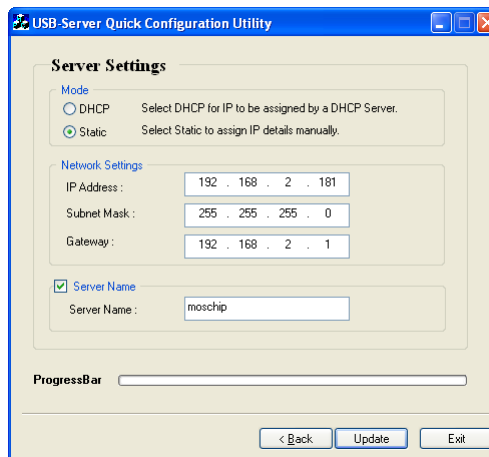 USB-Server Quick Configuration Utility
Server Settings
Mode
DHCP Select DHCP for IP to be assigned by a DHCP Server.
Static Select Static to assign IP details manually.
Network Settings
IP Address : 192 . 168 . 2 . 181
Subnet Mask : 255 . 255 . 255 . 0
Gateway : 192 . 168 . 2 . 1
Server Name
Server Name : moschip
ProgressBar
< Back Update Exit